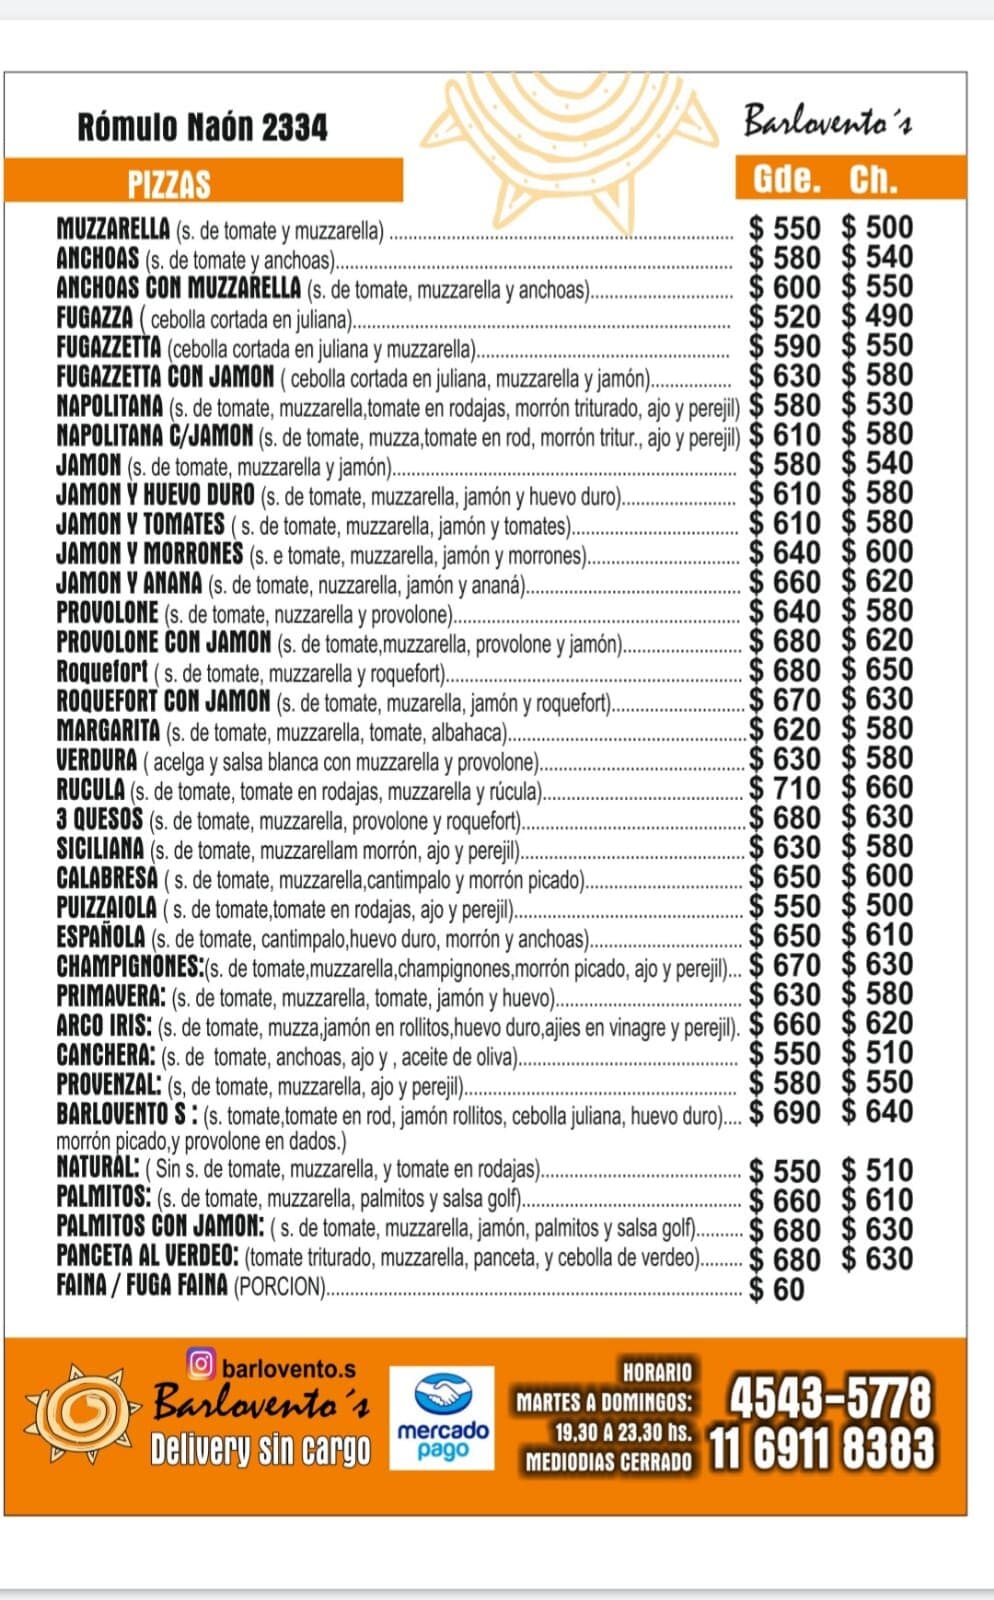 Rómulo Naón 2334
Barlovento´s
PIZZAS Gde. Ch.
MUZZARELLA (s. de tomate y muzzarella) $ 550 $ 500
ANCHOAS (s. de tomate y anchoas) $ 580 $ 540
ANCHOAS CON MUZZARELLA (s. de tomate, muzzarella y anchoas) $ 600 $ 550
FUGAZZA ( cebolla cortada en juliana) $ 520 $ 490
FUGAZZETTA (cebolla cortada en juliana y muzzarella) $ 590 $ 550
FUGAZZETTA CON JAMON ( cebolla cortada en juliana, muzzarella y jamón) $ 630 $ 580
NAPOLITANA (s. de tomate, muzzarella,tomate en rodajas, morrón triturado, ajo y perejil) $ 580 $ 530
NAPOLITANA C/JAMON (s. de tomate, muzza,tomate en rod, morrón tritur., ajo y perejil) $ 610 $ 580
JAMON (s. de tomate, muzzarella y jamón) $ 580 $ 540
JAMON Y HUEVO DURO (s. de tomate, muzzarella, jamón y huevo duro) $ 610 $ 580
JAMON Y TOMATES ( s. de tomate, muzzarella, jamón y tomates) $ 610 $ 580
JAMON Y MORRONES (s. e tomate, muzzarella, jamón y morrones) $ 640 $ 600
JAMON Y ANANA (s. de tomate, nuzzarella, jamón y ananá) $ 660 $ 620
PROVOLONE (s. de tomate, nuzzarella y provolone) $ 640 $ 580
PROVOLONE CON JAMON (s. de tomate,muzzarella, provolone y jamón) $ 680 $ 620
Roquefort ( s. de tomate, muzzarella y roquefort) $ 680 $ 650
ROQUEFORT CON JAMON (s. de tomate, muzarella, jamón y roquefort) $ 670 $ 630
MARGARITA (s. de tomate, muzzarella, tomate, albahaca) $ 620 $ 580
VERDURA ( acelga y salsa blanca con muzzarella y provolone) $ 630 $ 580
RUCULA (s. de tomate, tomate en rodajas, muzzarella y rúcula) $ 710 $ 660
3 QUESOS (s. de tomate, muzzarella, provolone y roquefort) $ 680 $ 630
SICILIANA (s. de tomate, muzzarellam morrón, ajo y perejil) $ 630 $ 580
CALABRESA ( s. de tomate, muzzarella,cantimpalo y morrón picado) $ 650 $ 600
PUIZZAIOLA ( s. de tomate,tomate en rodajas, ajo y perejil) $ 550 $ 500
ESPAÑOLA (s. de tomate, cantimpalo,huevo duro, morrón y anchoas) $ 650 $ 610
CHAMPIGNONES:(s. de tomate,muzzarella,champignones,morrón picado, ajo y perejil)... $ 670 $ 630
PRIMAVERA: (s. de tomate, muzzarella, tomate, jamón y huevo) $ 630 $ 580
ARCO IRIS: (s. de tomate, muzza,jamón en rollitos,huevo duro,ajies en vinagre y perejil). $ 660 $ 620
CANCHERA: (s. de tomate, anchoas, ajo y , aceite de oliva) $ 550 $ 510
PROVENZAL: (s, de tomate, muzzarella, ajo y perejil) $ 580 $ 550
BARLOVENTO S : (s. tomate,tomate en rod, jamón rollitos, cebolla juliana, huevo duro).... $ 690 $ 640
morrón picado,y provolone en dados.)
NATURAL: ( Sin s. de tomate, muzzarella, y tomate en rodajas) $ 550 $ 510
PALMITOS: (s. de tomate, muzzarella, palmitos y salsa golf) $ 660 $ 610
PALMITOS CON JAMON: ( s. de tomate, muzzarella, jamón, palmitos y salsa golf) $ 680 $ 630
PANCETA AL VERDEO: (tomate triturado, muzzarella, panceta, y cebolla de verdeo) $ 680 $ 630
FAINA / FUGA FAINA (PORCION) $ 60
barlovento.s
Barlovento´s
Delivery sin cargo
mercado
pago
HORARIO
MARTES A DOMINGOS:
19,30 A 23,30 hs.
MEDIODIAS CERRADO
4543-5778
11 6911 8383